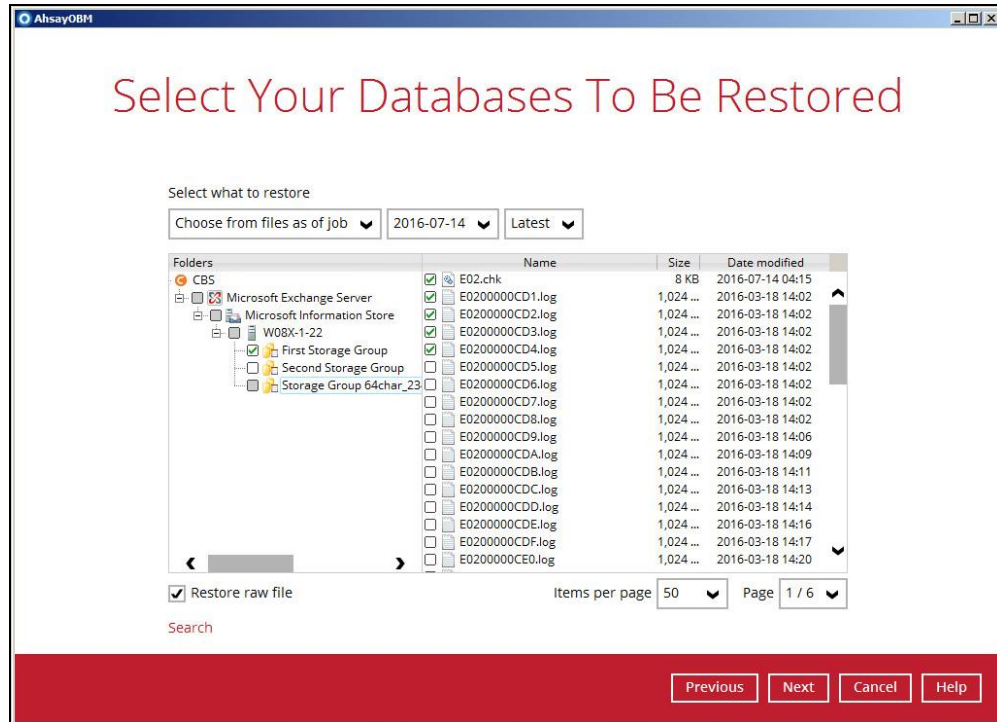 AhsayOBM
Select Your Databases To Be Restored
Select what to restore
Choose from files as of job 2016-07-14 Latest
Folders Name Size Date modified
CBS
Microsoft Exchange Server
Microsoft Information Store
W08X-1-22
First Storage Group
Second Storage Group
Storage Group 64char_23
E02.chk 8 KB 2016-07-14 04:15
E0200000CD1.log 1,024 ... 2016-03-18 14:02
E0200000CD2.log 1,024 ... 2016-03-18 14:02
E0200000CD3.log 1,024 ... 2016-03-18 14:02
E0200000CD4.log 1,024 ... 2016-03-18 14:02
E0200000CD5.log 1,024 ... 2016-03-18 14:02
E0200000CD6.log 1,024 ... 2016-03-18 14:02
E0200000CD7.log 1,024 ... 2016-03-18 14:02
E0200000CD8.log 1,024 ... 2016-03-18 14:02
E0200000CD9.log 1,024 ... 2016-03-18 14:06
E0200000CDA.log 1,024 ... 2016-03-18 14:09
E0200000CDB.log 1,024 ... 2016-03-18 14:11
E0200000CDC.log 1,024 ... 2016-03-18 14:13
E0200000CDD.log 1,024 ... 2016-03-18 14:14
E0200000CDE.log 1,024 ... 2016-03-18 14:16
E0200000CDF.log 1,024 ... 2016-03-18 14:17
E0200000CE0.log 1,024 ... 2016-03-18 14:20
Restore raw file Items per page 50 Page 1 / 6
Search
Previous Next Cancel Help